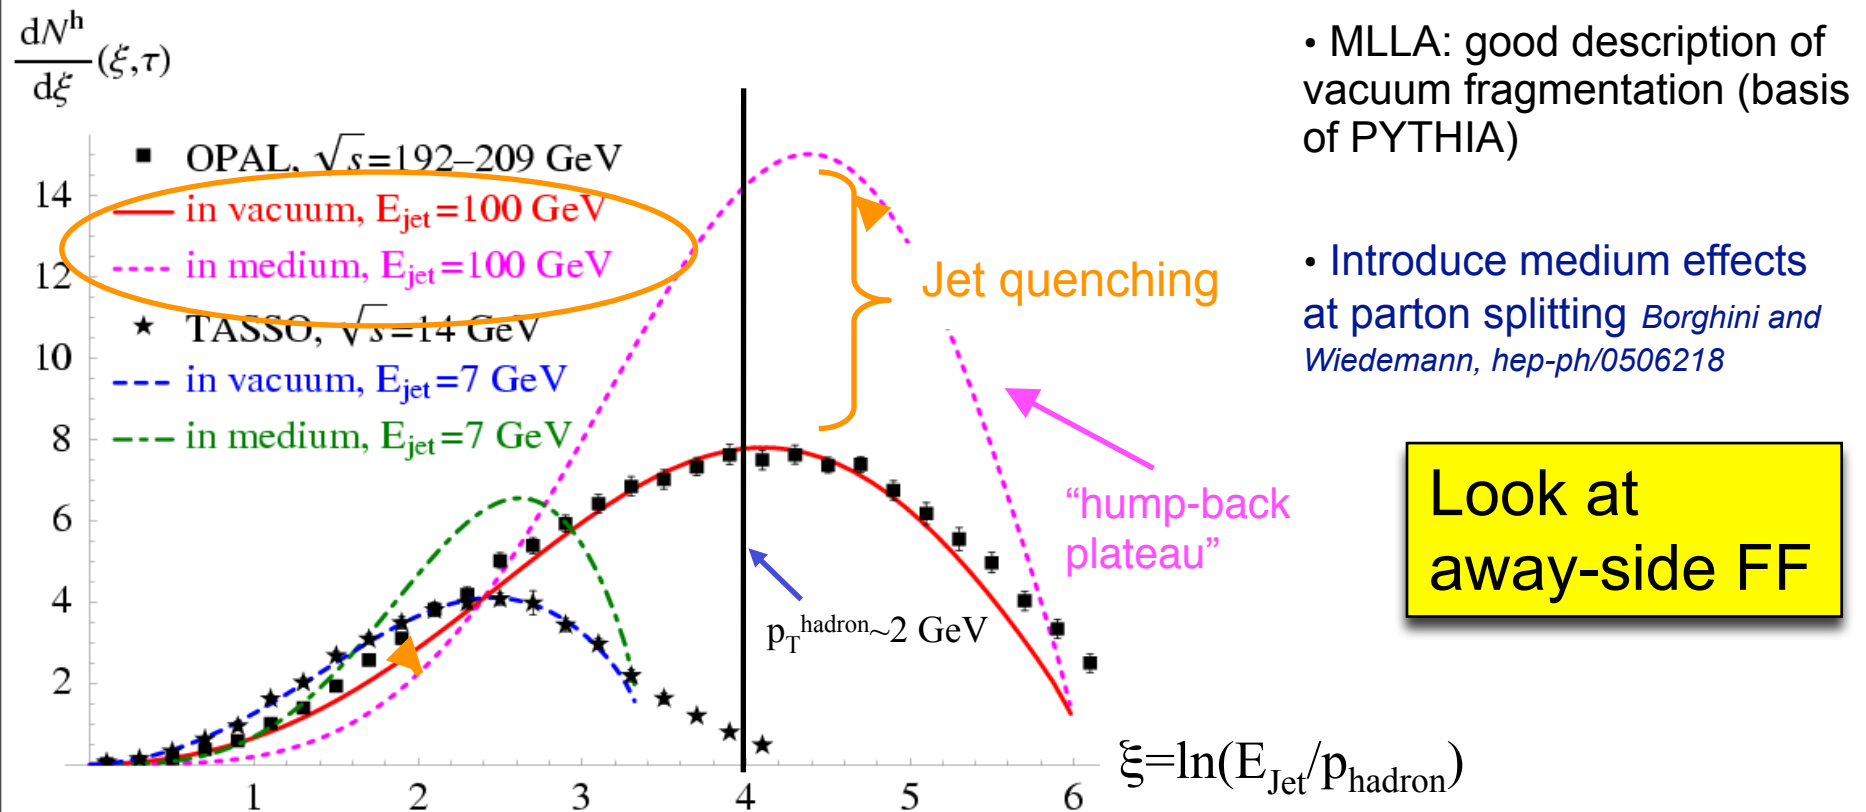 dNʰ
dξ
(ξ,τ)
OPAL, √s=192–209 GeV
in vacuum, E_jet=100 GeV
in medium, E_jet=100 GeV
TASSO, √s=14 GeV
in vacuum, E_jet=7 GeV
in medium, E_jet=7 GeV
14
12
10
8
6
4
2
1
2
3
4
5
6
Jet quenching
“hump-back
plateau”
p_T^hadron~2 GeV
ξ=ln(E_Jet/p_hadron)
• MLLA: good description of
vacuum fragmentation (basis
of PYTHIA)
• Introduce medium effects
at parton splitting Borghini and
Wiedemann, hep-ph/0506218
Look at
away-side FF